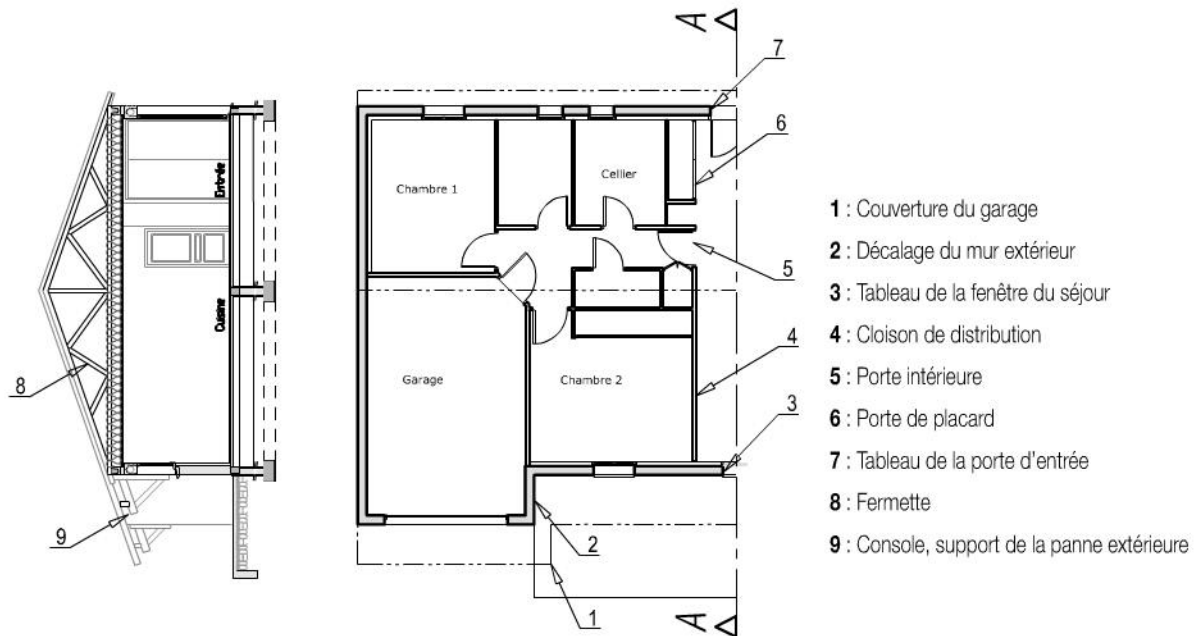 A
7
6
5
4
3
2
1
A
8
9
Entrée
Cuisine
Chambre 1
Cellier
Garage
Chambre 2
1 : Couverture du garage
2 : Décalage du mur extérieur
3 : Tableau de la fenêtre du séjour
4 : Cloison de distribution
5 : Porte intérieure
6 : Porte de placard
7 : Tableau de la porte d'entrée
8 : Fermette
9 : Console, support de la panne extérieure